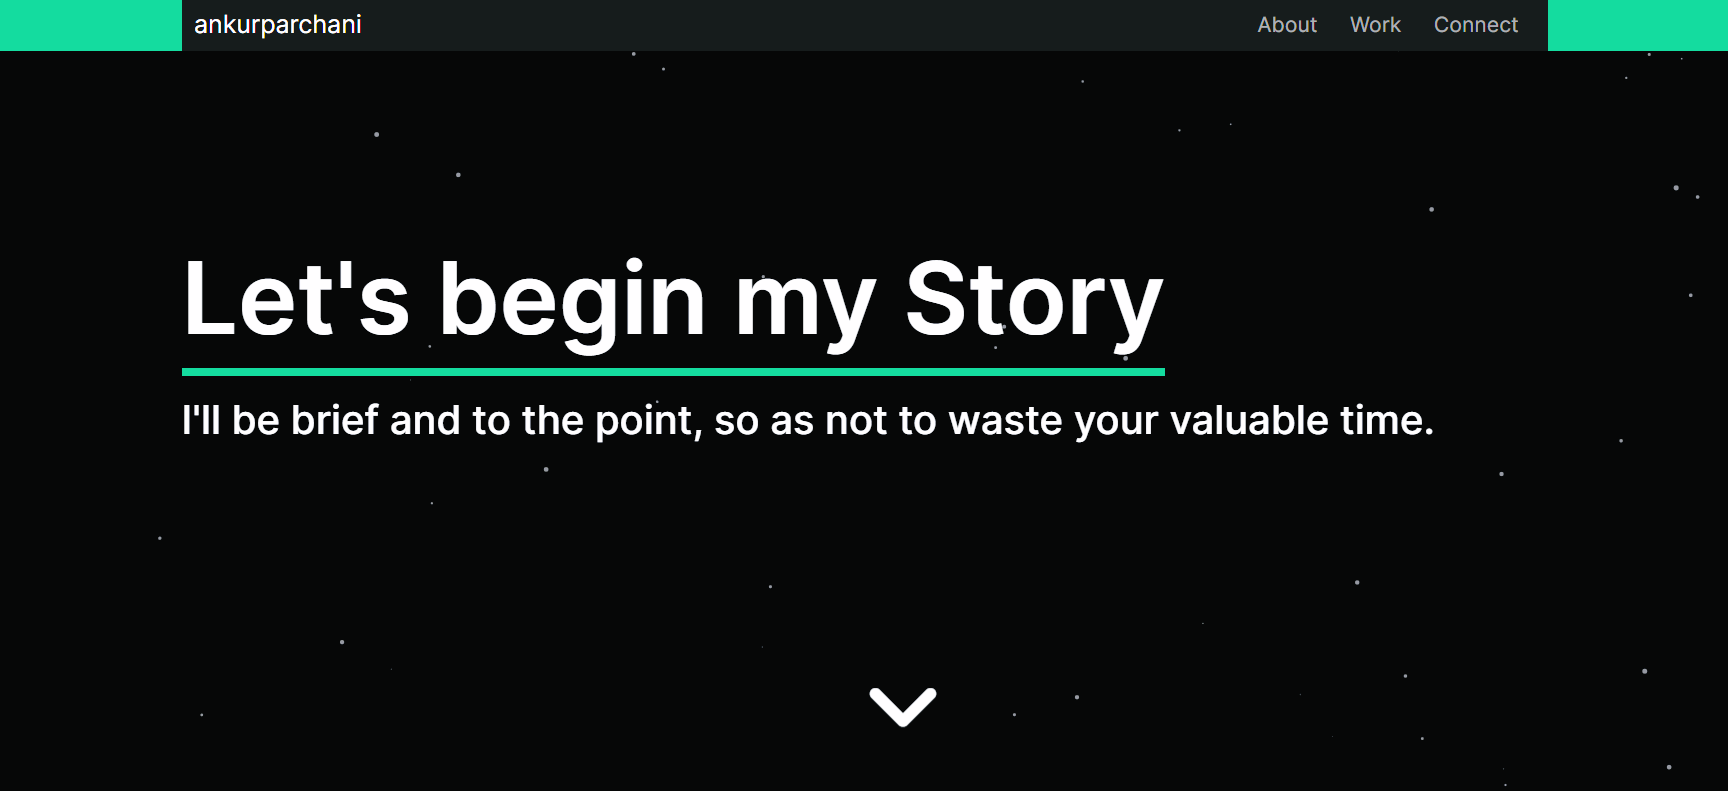 ankurparchani About Work Connect
Let's begin my Story
I'll be brief and to the point, so as not to waste your valuable time.